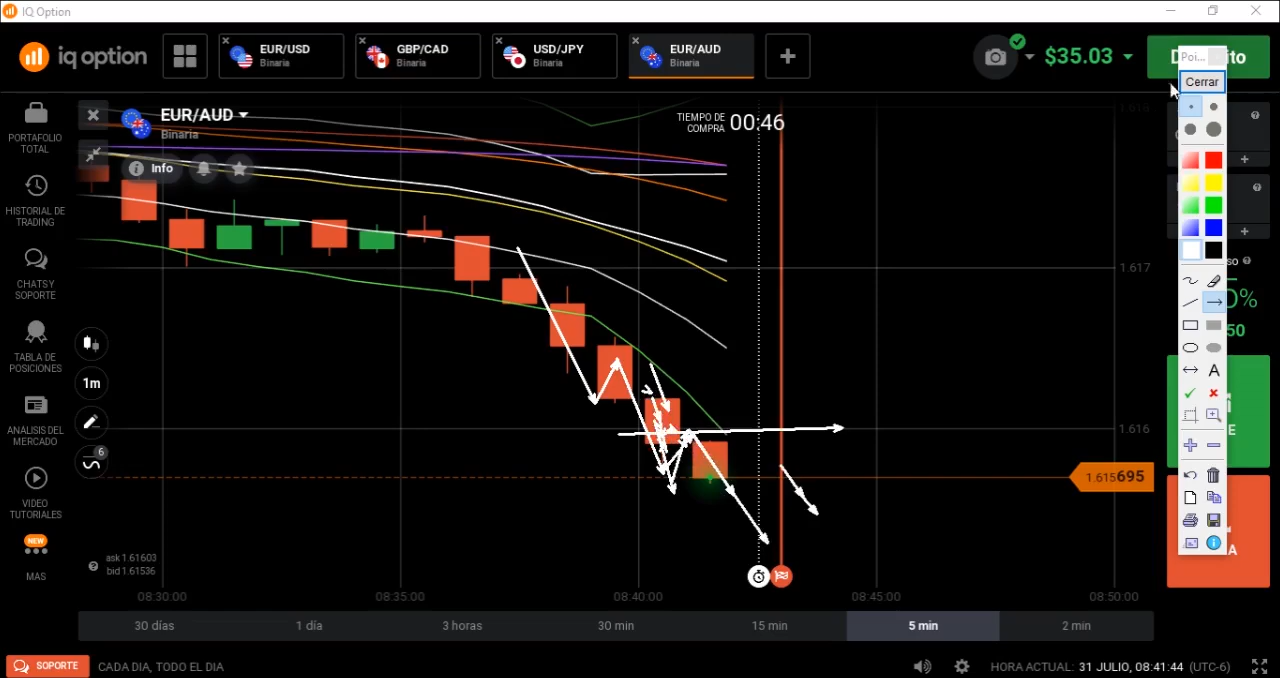 IQ Option
iq option
EUR/USD
Binaria
GBP/CAD
Binaria
USD/JPY
Binaria
EUR/AUD
Binaria
$35.03
Poi...
Cerrar
PORTAFOLIO
TOTAL
HISTORIAL DE
TRADING
CHATS Y
SOPORTE
TABLA DE
POSICIONES
ANALISIS DEL
MERCADO
VIDEO
TUTORIALES
NEW
MAS
EUR/AUD
Binaria
Info
TIEMPO DE
COMPRA
00:46
1.618
1.617
1.616
1.615695
1m
6
A
ask 1.61603
bid 1.61536
08:30:00
08:35:00
08:40:00
08:45:00
08:50:00
30 días
1 día
3 horas
30 min
15 min
5 min
2 min
SOPORTE
CADA DIA, TODO EL DIA
HORA ACTUAL: 31 JULIO, 08:41:44 (UTC-6)